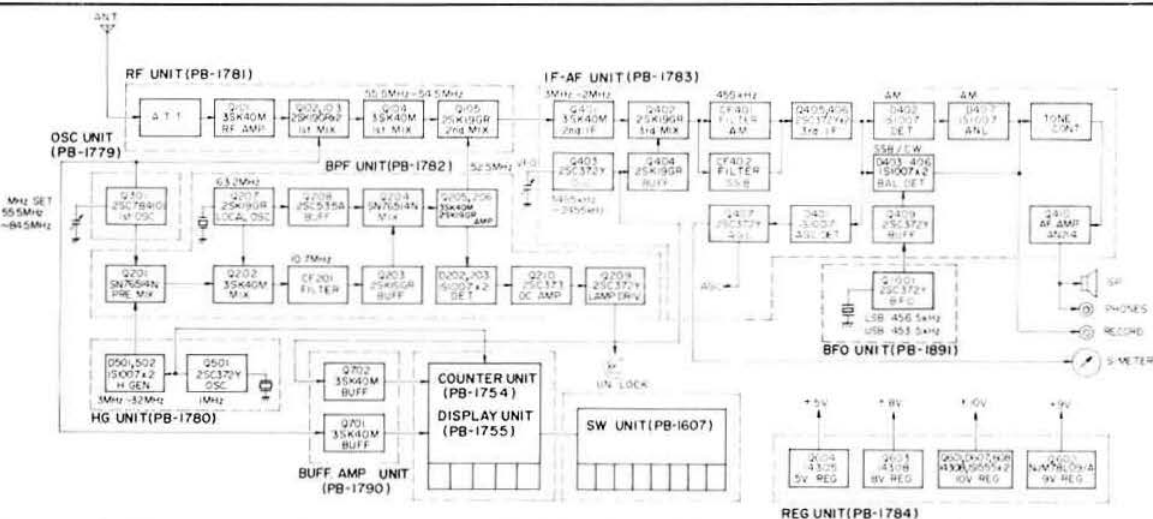 ANT
RF UNIT(PB-1781)
A T T
Q101
3SK40M
RF AMP
Q102,103
2SK19GR×2
1st MIX
55.5MHz~54.5MHz
Q104
3SK40M
1st MIX
Q105
2SK19GR
2nd MIX
IF-AF UNIT(PB-1783)
3MHz~2MHz
Q401
3SK40M
2nd IF
Q402
2SK19GR
3rd MIX
455kHz
CF401
FILTER
AM
Q405,406
2SC372Y×2
3rd IF
AM
D402
1S1007
DET
AM
D407
1S1007
ANL
TONE
CONT
VFO
Q403
2SC372Y
Q404
2SK19GR
BUFF
CF402
FILTER
SSB
~2455kHz
SSB/CW
D403~406
BAL DET
Q407
2SC372Y
AGC
D401
1S1007
AGC DET
Q409
2SC372Y
BUFF
Q410
AF AMP
AN214
AGC
Q1001
2SC372Y
BFO
LSB 456.5kHz
USB 453.5kHz
BFO UNIT(PB-1891)
SP
PHONES
RECORD
S-METER
OSC UNIT
(PB-1779)
MHz SET
55.5MHz
~84.5MHz
Q301
1st OSC
BPF UNIT(PB-1782)
52.5MHz
63.2MHz
Q207
2SK19GR
LOCAL OSC
Q208
2SC535A
BUFF
Q204
SN76514N
MIX
Q205,206
3SK40M
2SK19GR
AMP
Q201
SN76514N
PRE MIX
Q202
3SK40M
MIX
10.7MHz
CF201
FILTER
Q203
2SK19GR
BUFF
D202,203
1S1007×2
DET
Q210
2SC373
DC AMP
Q209
2SC372Y
LAMP DRIV.
UN LOCK
D501,502
1S1007×2
H GEN
3MHz~32MHz
Q501
2SC372Y
OSC
1MHz
HG UNIT(PB-1780)
Q702
3SK40M
BUFF
Q701
3SK40M
BUFF
BUFF. AMP UNIT
(PB-1790)
COUNTER UNIT
(PB-1754)
DISPLAY UNIT
(PB-1755)
SW UNIT(PB-1607)
+5V
+8V
+10V
+9V
Q604
14305
5V REG
Q603
14308
8V REG
10V REG
NJM78L09A
9V REG
REG UNIT(PB-1784)